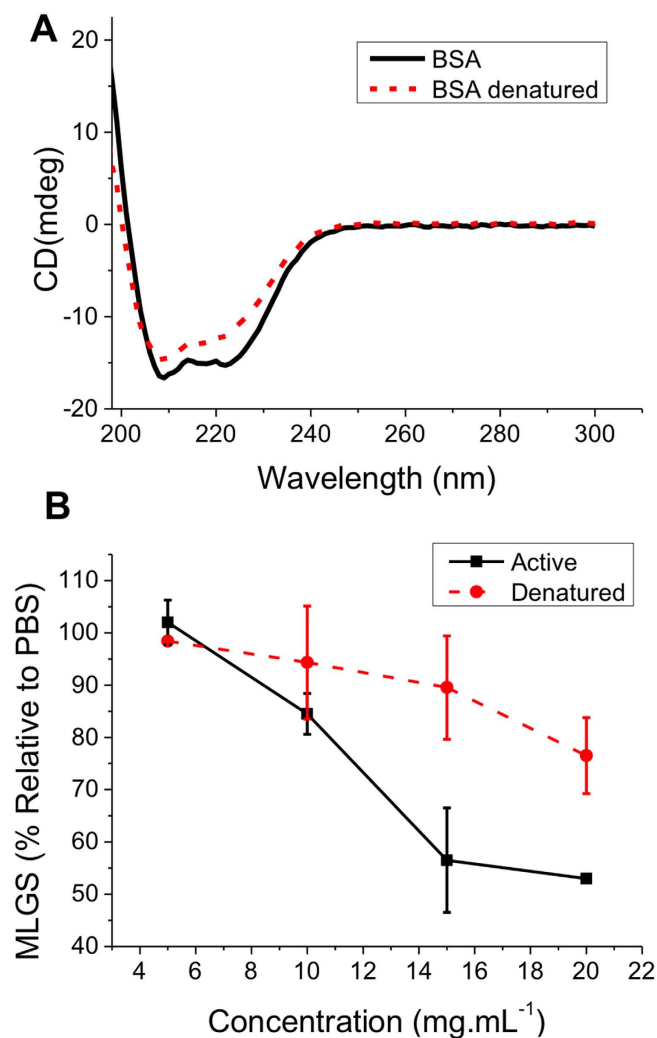 A
BSA
BSA denatured
20
10
0
-10
-20
CD(mdeg)
200 220 240 260 280 300
Wavelength (nm)
B
Active
Denatured
110
100
90
80
70
60
50
40
MLGS (% Relative to PBS)
4 6 8 10 12 14 16 18 20 22
Concentration (mg.mL⁻¹)